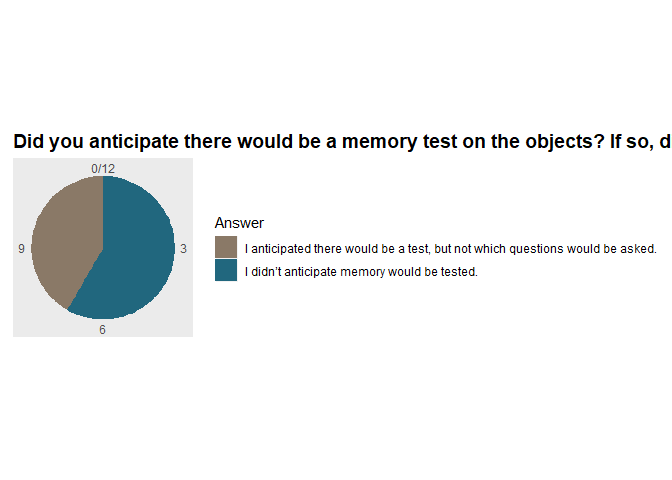 Did you anticipate there would be a memory test on the objects? If so, d
0/12
9
3
6
Answer
I anticipated there would be a test, but not which questions would be asked.
I didn't anticipate memory would be tested.